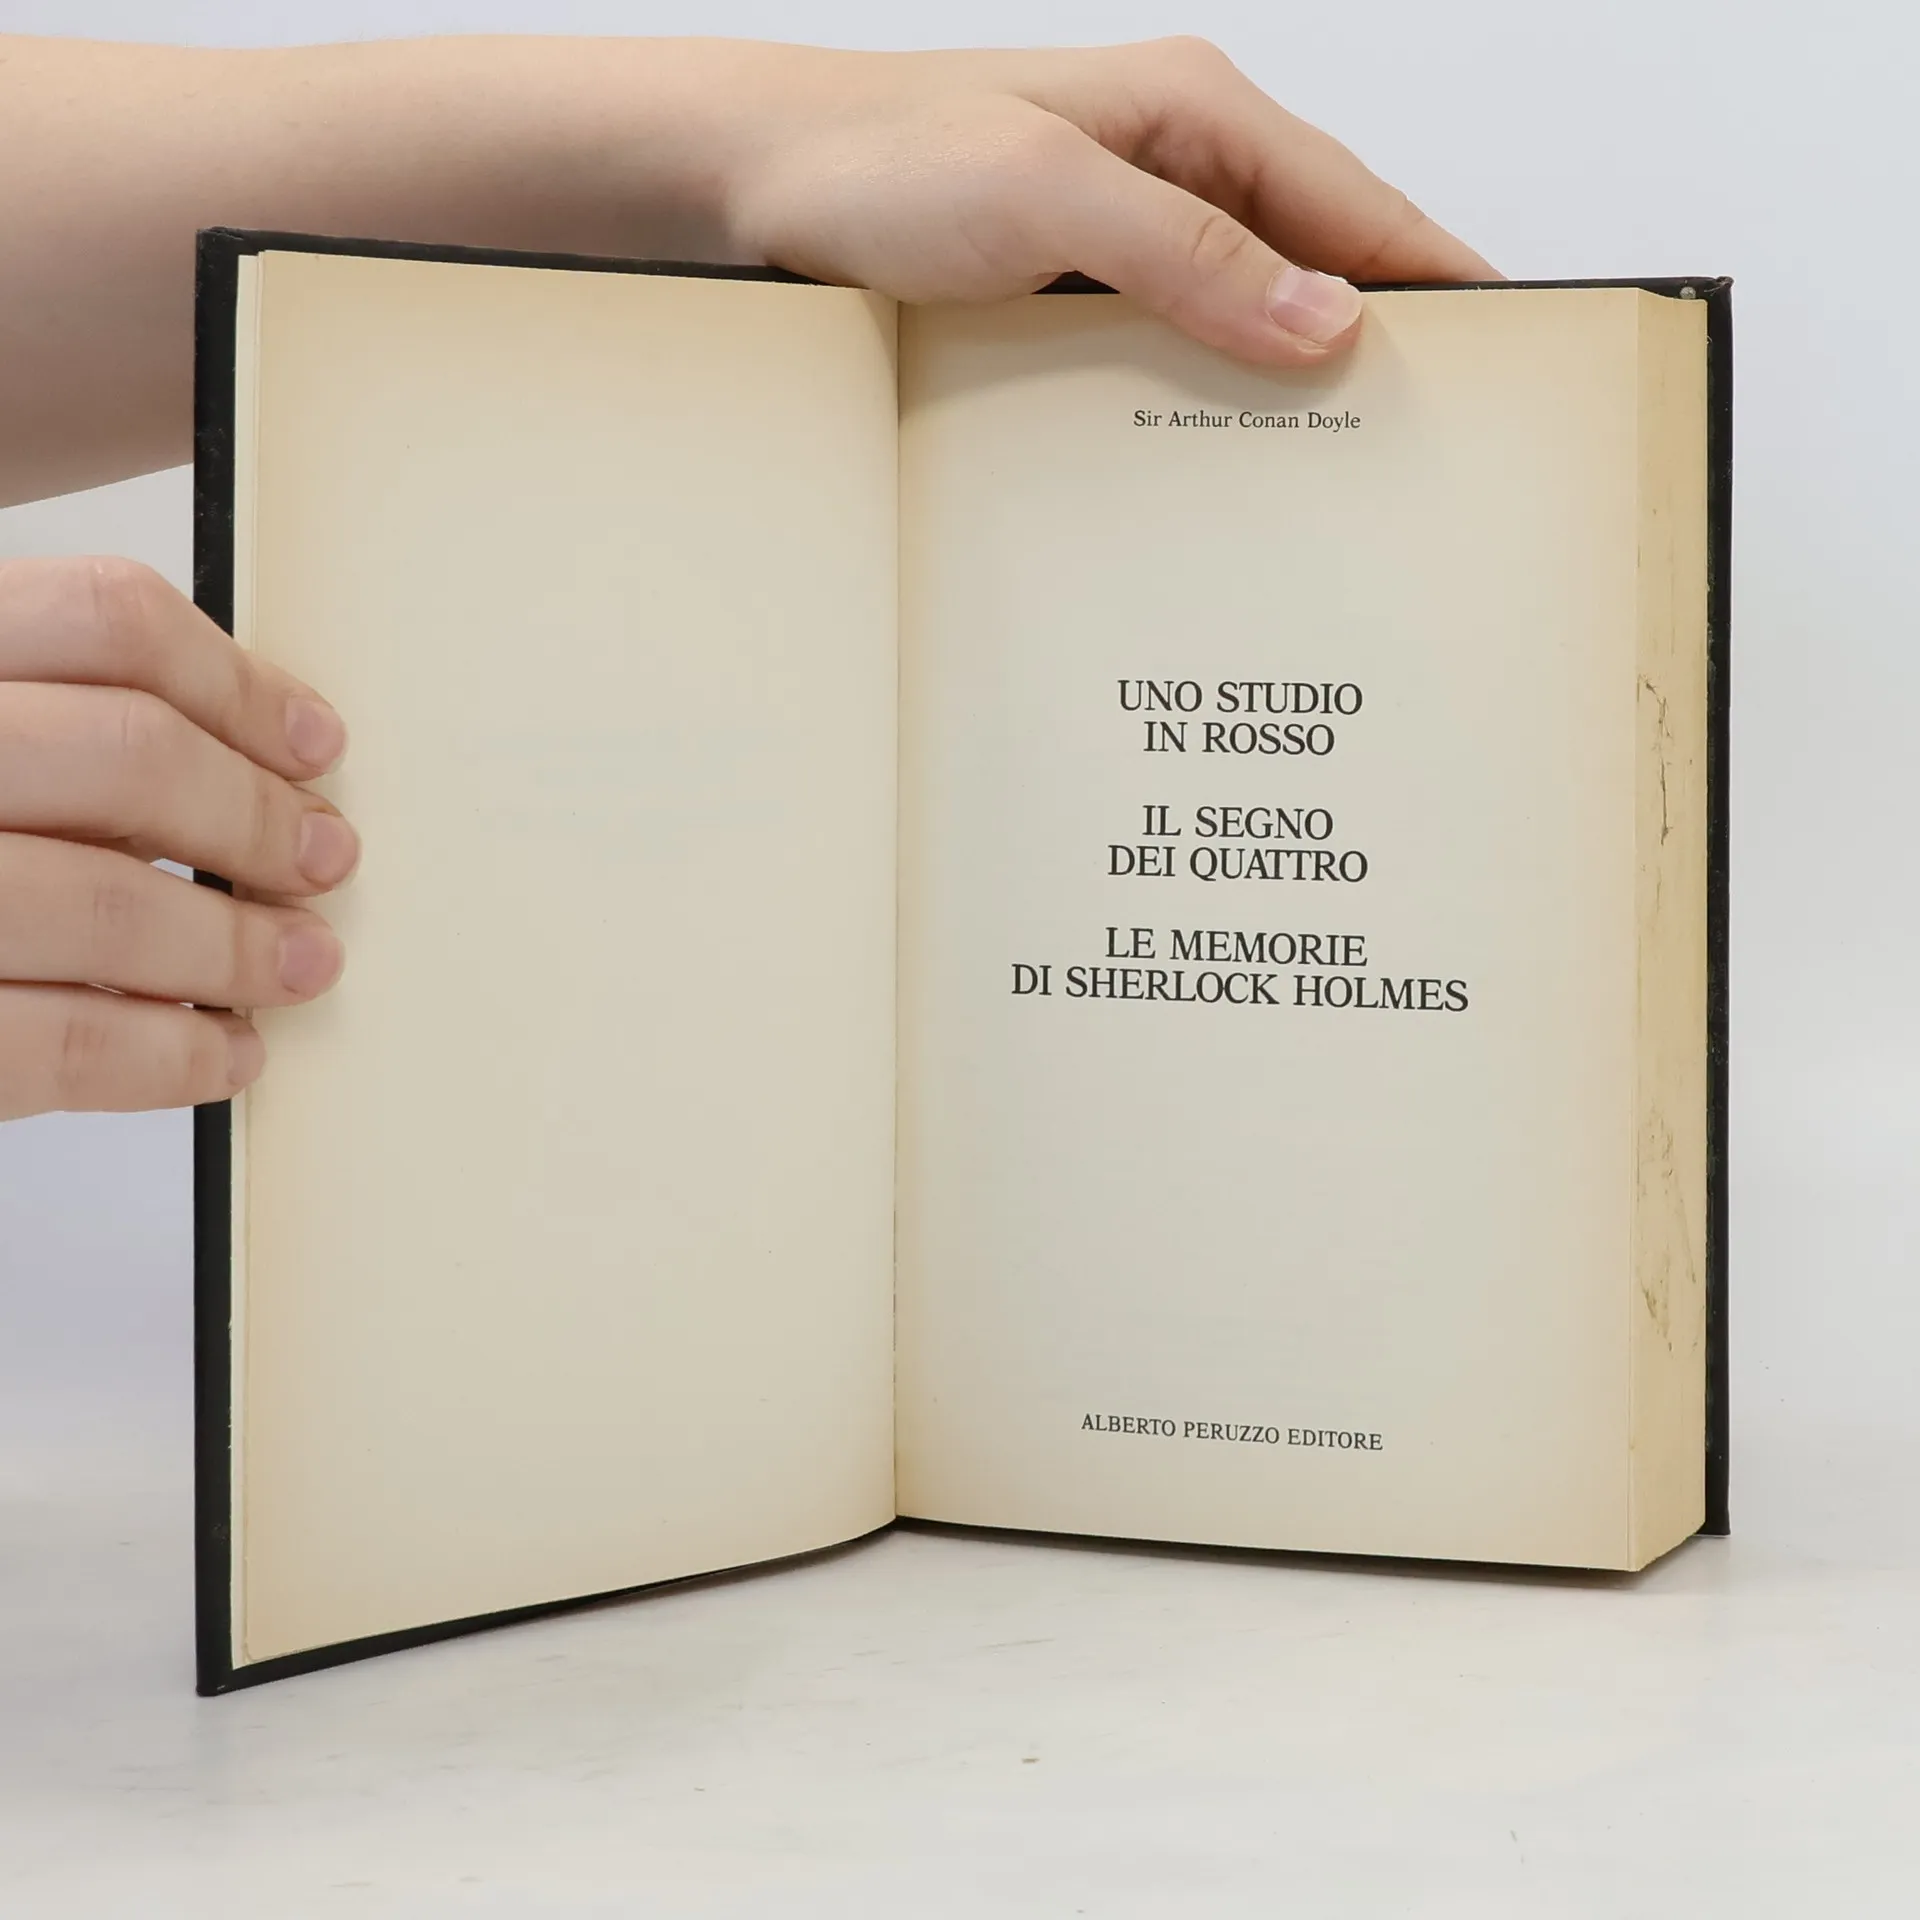 Sir Arthur Conan Doyle
UNO STUDIO
IN ROSSO
IL SEGNO
DEI QUATTRO
LE MEMORIE
DI SHERLOCK HOLMES
ALBERTO PERUZZO EDITORE